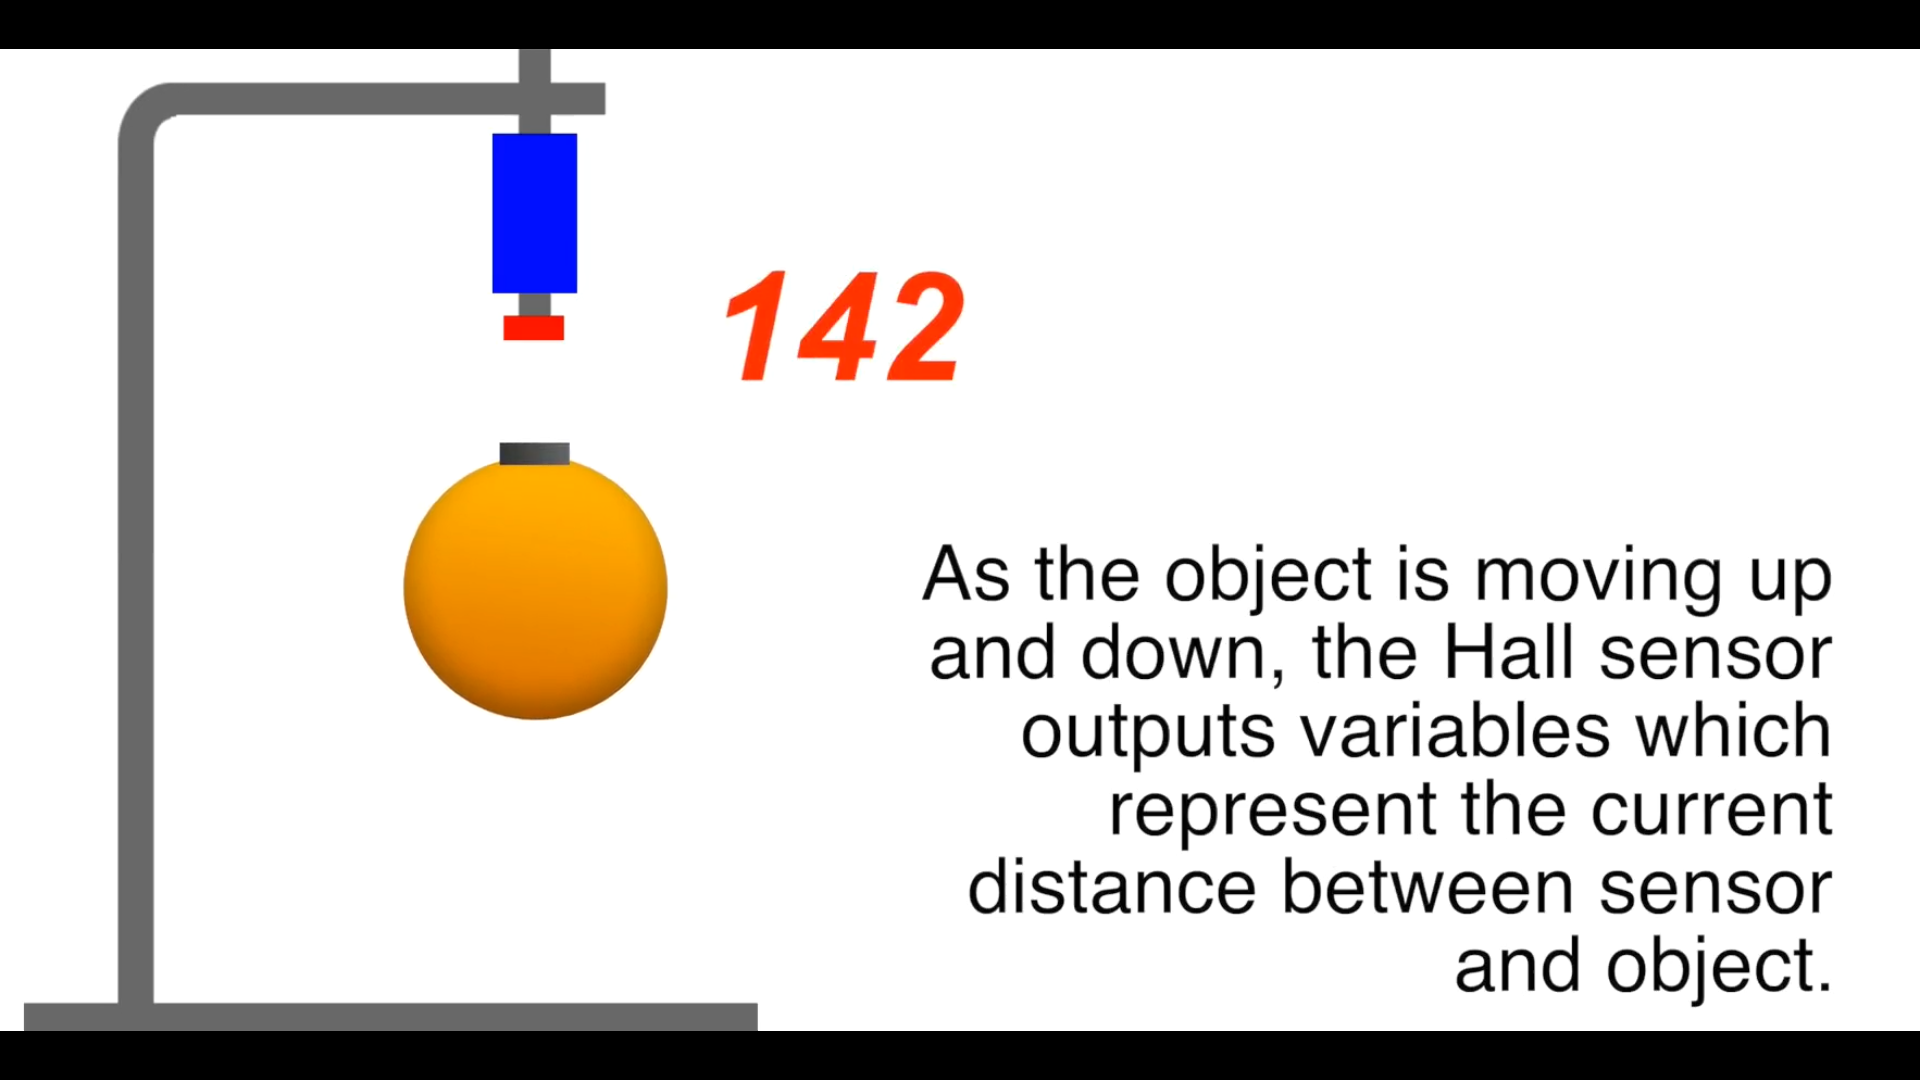 142
As the object is moving up
and down, the Hall sensor
outputs variables which
represent the current
distance between sensor
and object.